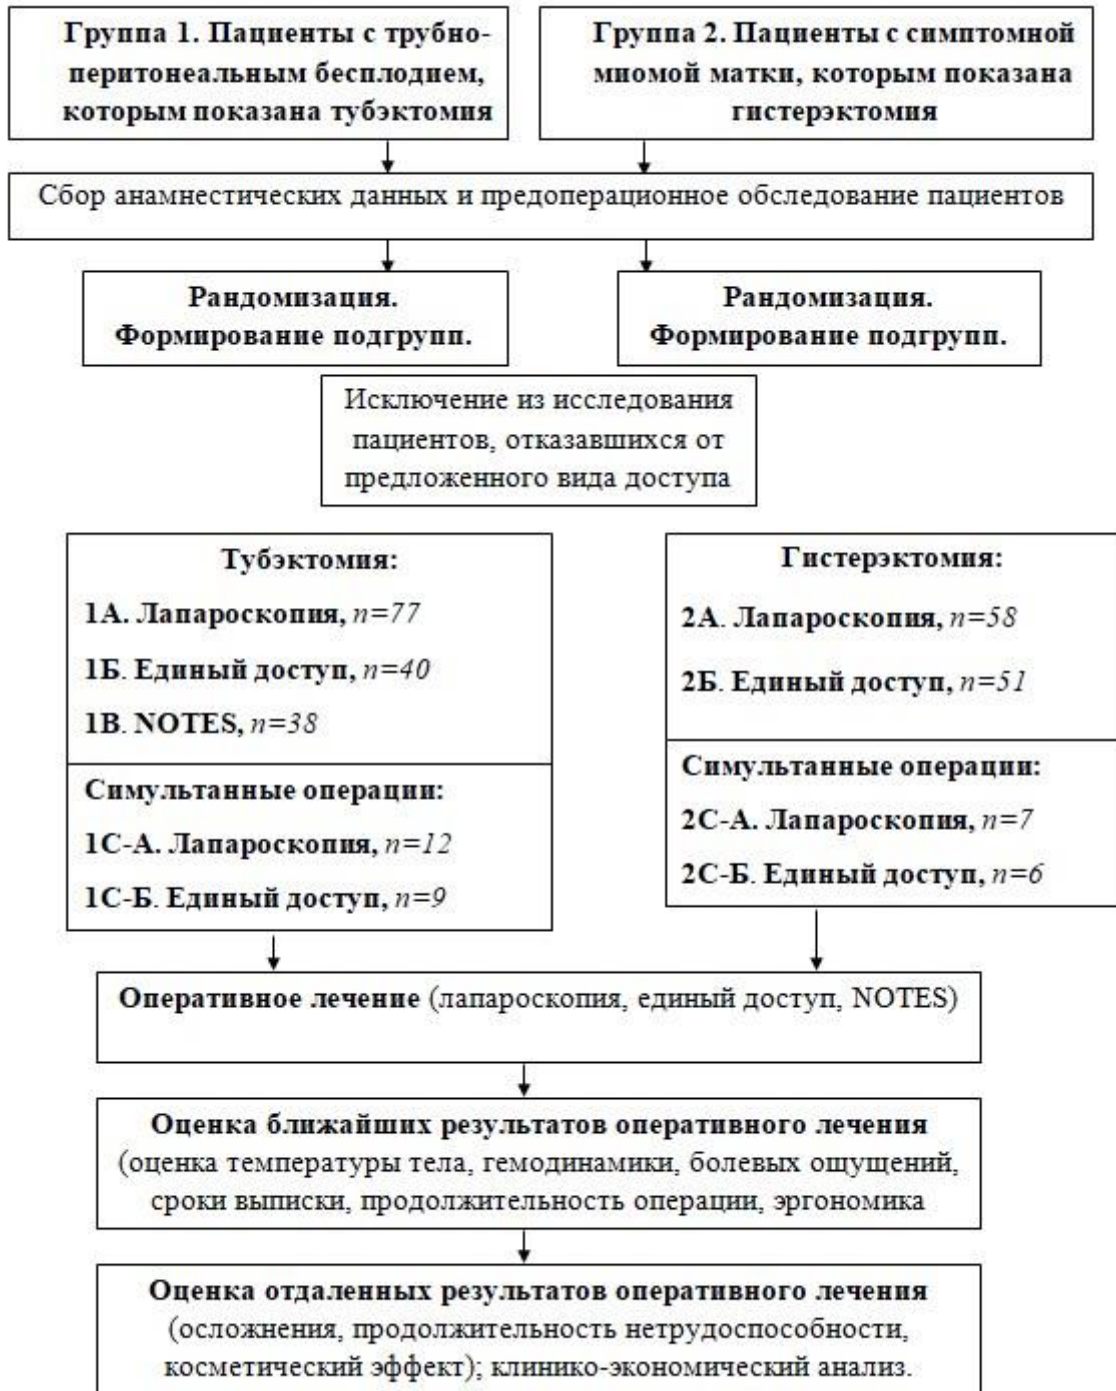 Группа 1. Пациенты с трубно-
перитонеальным бесплодием,
которым показана тубэктомия
Группа 2. Пациенты с симптомной
миомой матки, которым показана
гистерэктомия
Сбор анамнестических данных и предоперационное обследование пациентов
Рандомизация.
Формирование подгрупп.
Рандомизация.
Формирование подгрупп.
Исключение из исследования
пациентов, отказавшихся от
предложенного вида доступа
Тубэктомия:
1А. Лапароскопия, n=77
1Б. Единый доступ, n=40
1В. NOTES, n=38
Симультанные операции:
1С-А. Лапароскопия, n=12
1С-Б. Единый доступ, n=9
Гистерэктомия:
2А. Лапароскопия, n=58
2Б. Единый доступ, n=51
Симультанные операции:
2С-А. Лапароскопия, n=7
2С-Б. Единый доступ, n=6
Оперативное лечение (лапароскопия, единый доступ, NOTES)
Оценка ближайших результатов оперативного лечения
(оценка температуры тела, гемодинамики, болевых ощущений,
сроки выписки, продолжительность операции, эргономика
Оценка отдаленных результатов оперативного лечения
(осложнения, продолжительность нетрудоспособности,
косметический эффект); клинико-экономический анализ.